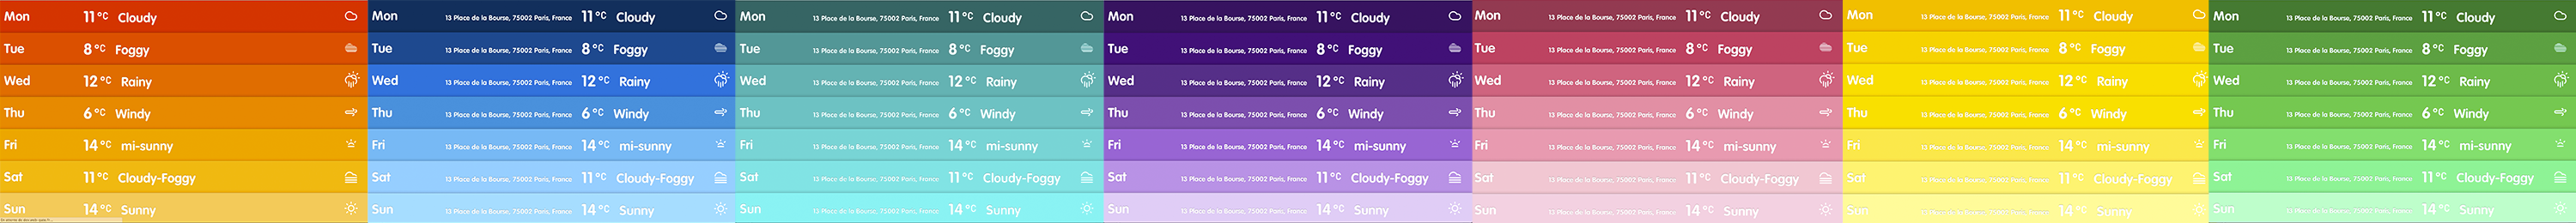 Mon 11°C Cloudy
Tue 8°C Foggy
Wed 12°C Rainy
Thu 6°C Windy
Fri 14°C mi-sunny
Sat 11°C Cloudy-Foggy
Sun 14°C Sunny
Mon 13 Place de la Bourse, 75002 Paris, France 11°C Cloudy
Tue 13 Place de la Bourse, 75002 Paris, France 8°C Foggy
Wed 13 Place de la Bourse, 75002 Paris, France 12°C Rainy
Thu 13 Place de la Bourse, 75002 Paris, France 6°C Windy
Fri 13 Place de la Bourse, 75002 Paris, France 14°C mi-sunny
Sat 13 Place de la Bourse, 75002 Paris, France 11°C Cloudy-Foggy
Sun 13 Place de la Bourse, 75002 Paris, France 14°C Sunny
Mon 13 Place de la Bourse, 75002 Paris, France 11°C Cloudy
Tue 13 Place de la Bourse, 75002 Paris, France 8°C Foggy
Wed 13 Place de la Bourse, 75002 Paris, France 12°C Rainy
Thu 13 Place de la Bourse, 75002 Paris, France 6°C Windy
Fri 13 Place de la Bourse, 75002 Paris, France 14°C mi-sunny
Sat 13 Place de la Bourse, 75002 Paris, France 11°C Cloudy-Foggy
Sun 13 Place de la Bourse, 75002 Paris, France 14°C Sunny
Mon 13 Place de la Bourse, 75002 Paris, France 11°C Cloudy
Tue 13 Place de la Bourse, 75002 Paris, France 8°C Foggy
Wed 13 Place de la Bourse, 75002 Paris, France 12°C Rainy
Thu 13 Place de la Bourse, 75002 Paris, France 6°C Windy
Fri 13 Place de la Bourse, 75002 Paris, France 14°C mi-sunny
Sat 13 Place de la Bourse, 75002 Paris, France 11°C Cloudy-Foggy
Sun 13 Place de la Bourse, 75002 Paris, France 14°C Sunny
Mon 13 Place de la Bourse, 75002 Paris, France 11°C Cloudy
Tue 13 Place de la Bourse, 75002 Paris, France 8°C Foggy
Wed 13 Place de la Bourse, 75002 Paris, France 12°C Rainy
Thu 13 Place de la Bourse, 75002 Paris, France 6°C Windy
Fri 13 Place de la Bourse, 75002 Paris, France 14°C mi-sunny
Sat 13 Place de la Bourse, 75002 Paris, France 11°C Cloudy-Foggy
Sun 13 Place de la Bourse, 75002 Paris, France 14°C Sunny
Mon 13 Place de la Bourse, 75002 Paris, France 11°C Cloudy
Tue 13 Place de la Bourse, 75002 Paris, France 8°C Foggy
Wed 13 Place de la Bourse, 75002 Paris, France 12°C Rainy
Thu 13 Place de la Bourse, 75002 Paris, France 6°C Windy
Fri 13 Place de la Bourse, 75002 Paris, France 14°C mi-sunny
Sat 13 Place de la Bourse, 75002 Paris, France 11°C Cloudy-Foggy
Sun 13 Place de la Bourse, 75002 Paris, France 14°C Sunny
Mon 13 Place de la Bourse, 75002 Paris, France 11°C Cloudy
Tue 13 Place de la Bourse, 75002 Paris, France 8°C Foggy
Wed 13 Place de la Bourse, 75002 Paris, France 12°C Rainy
Thu 13 Place de la Bourse, 75002 Paris, France 6°C Windy
Fri 13 Place de la Bourse, 75002 Paris, France 14°C mi-sunny
Sat 13 Place de la Bourse, 75002 Paris, France 11°C Cloudy-Foggy
Sun 13 Place de la Bourse, 75002 Paris, France 14°C Sunny